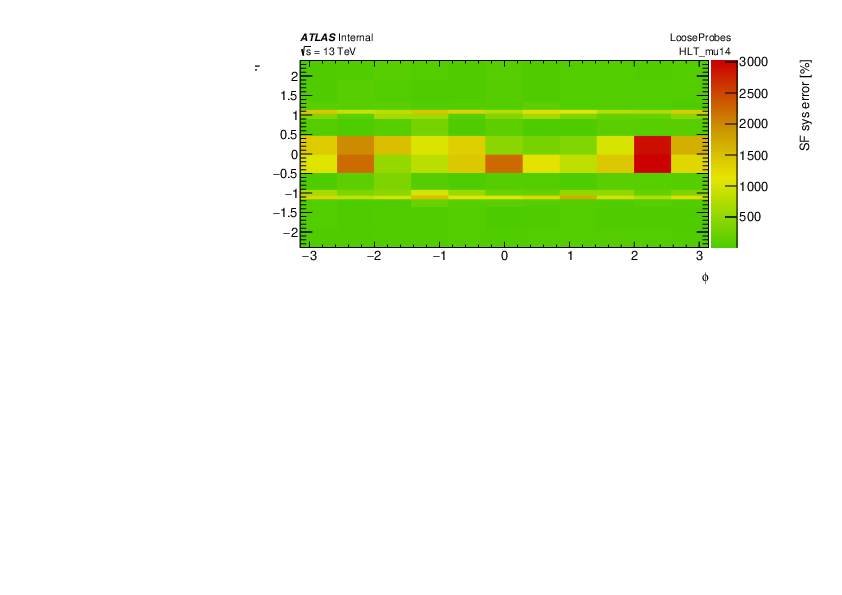 ATLAS Internal
√s = 13 TeV
LooseProbes
HLT_mu14
SF sys error [%]
3000
2500
2000
1500
1000
500
2
1.5
1
0.5
0
−0.5
−1
−1.5
−2
−3 −2 −1 0 1 2 3
ϕ